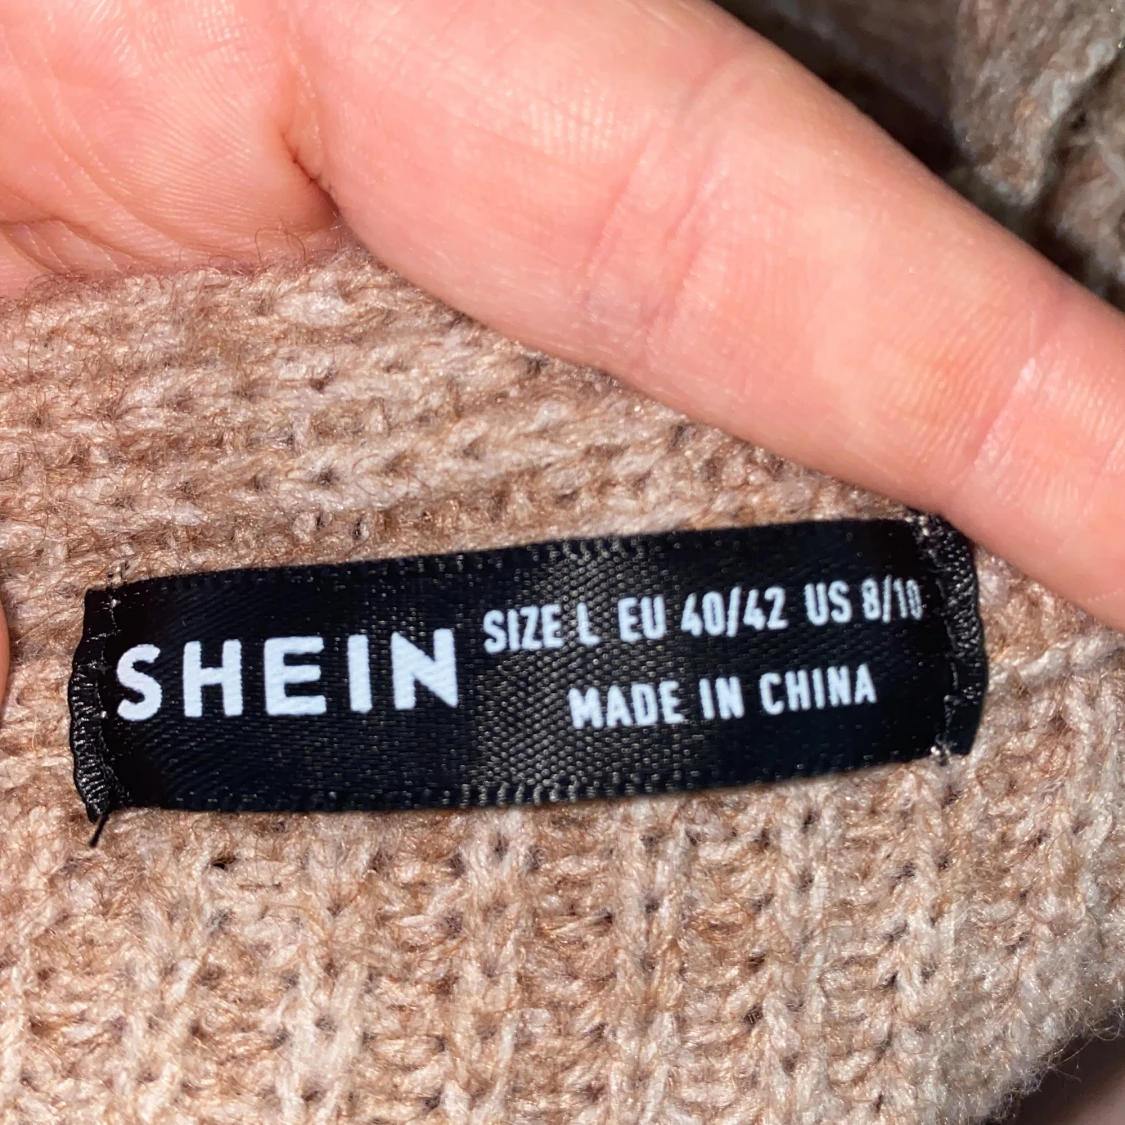 SHEIN
SIZE L EU 40/42 US 8/10
MADE IN CHINA